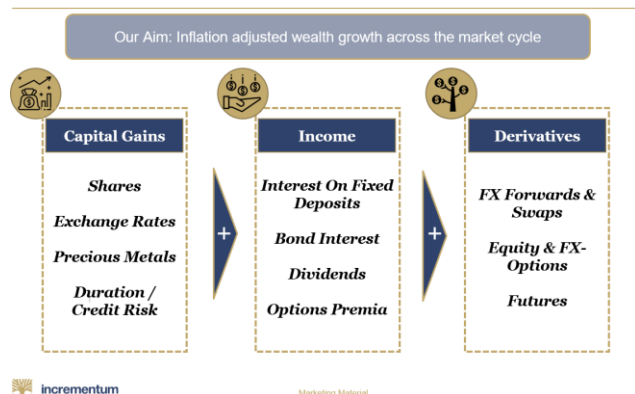 Our Aim: Inflation adjusted wealth growth across the market cycle
Capital Gains
Shares
Exchange Rates
Precious Metals
Duration /
Credit Risk
+
Income
Interest On Fixed
Deposits
Bond Interest
Dividends
Options Premia
+
Derivatives
FX Forwards &
Swaps
Equity & FX-
Options
Futures
incrementum
Marketing Material